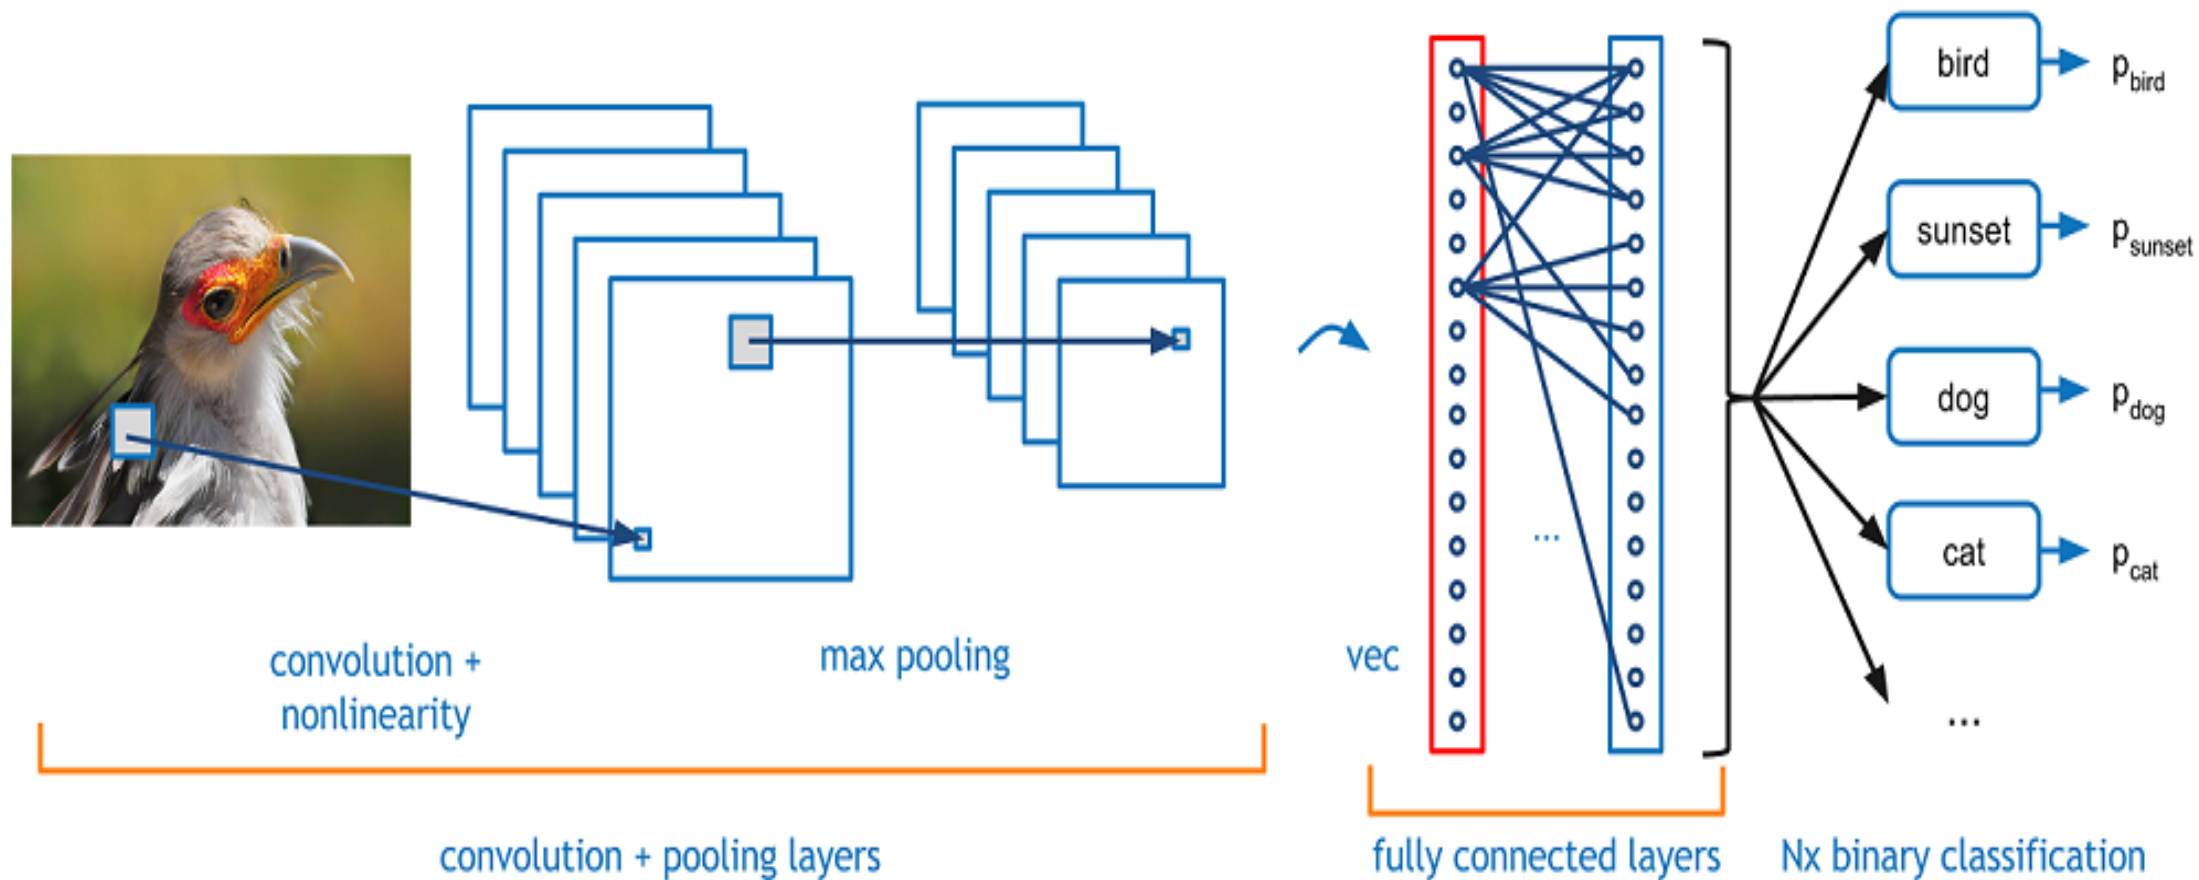 bird
p_bird
sunset
p_sunset
dog
p_dog
cat
p_cat
...
...
convolution +
nonlinearity
max pooling
vec
convolution + pooling layers
fully connected layers
Nx binary classification